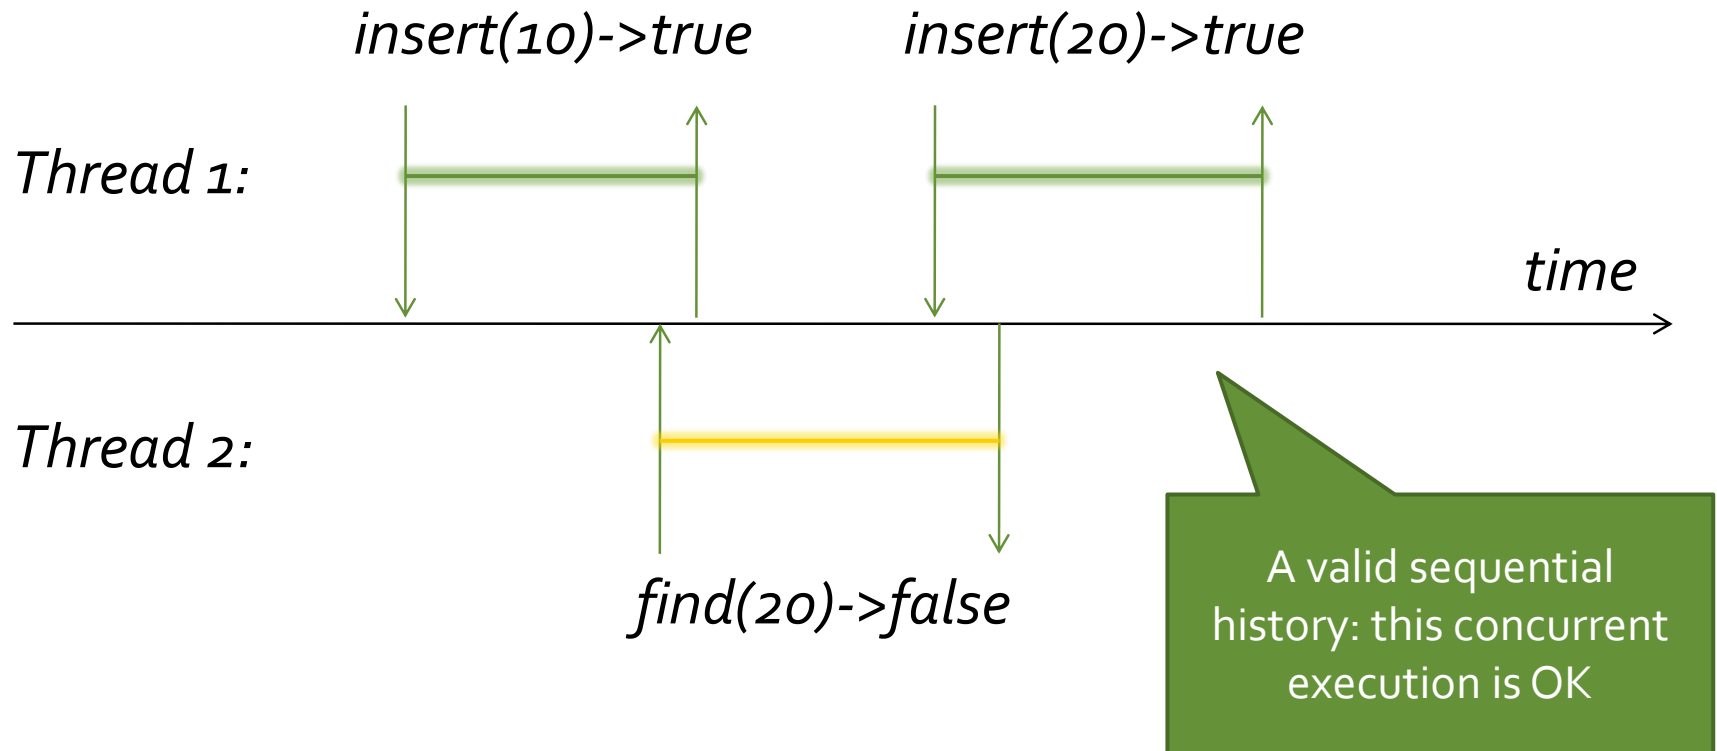 insert(10)->true
insert(20)->true
Thread 1:
time
Thread 2:
find(20)->false
A valid sequential
history: this concurrent
execution is OK